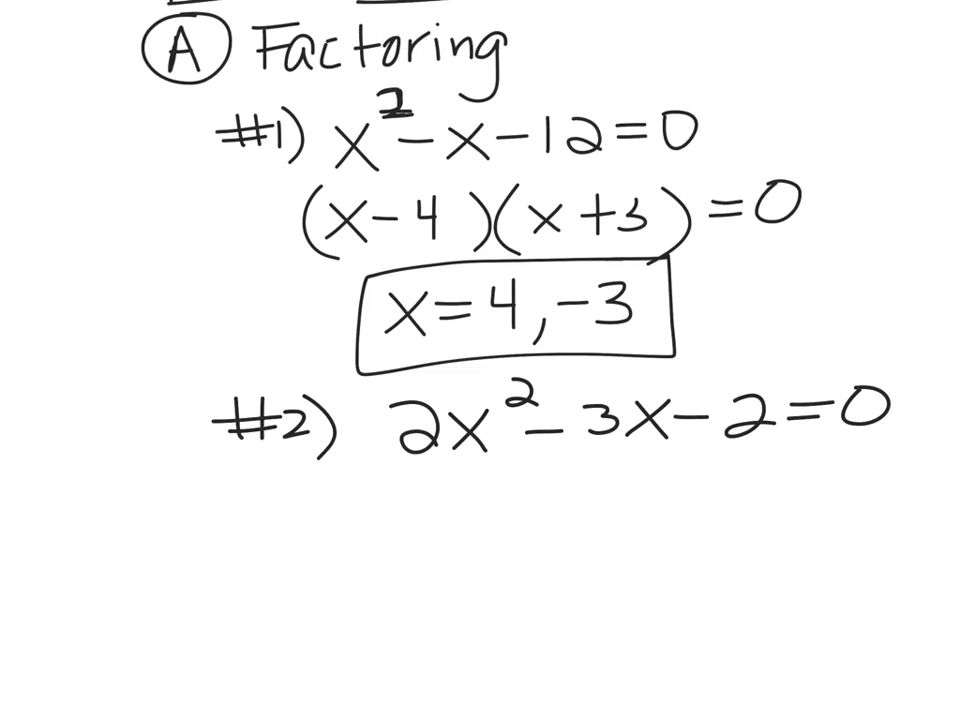 A Factoring
#1) x² - x - 12 = 0
(x - 4)(x + 3) = 0
x = 4, -3
#2) 2x² - 3x - 2 = 0